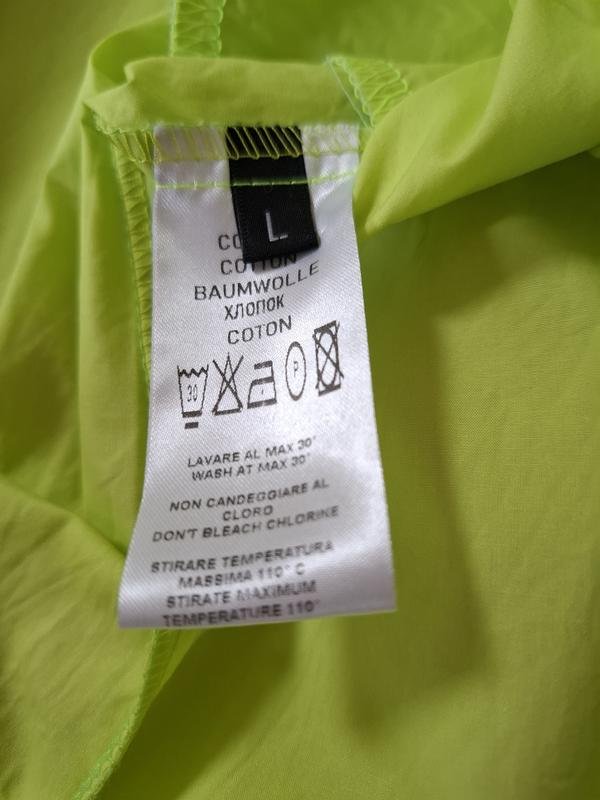 L
COTTON
BAUMWOLLE
ХЛОПОК
COTON
30
P
LAVARE AL MAX 30°
WASH AT MAX 30°
NON CANDEGGIARE AL
CLORO
DON'T BLEACH CHLORINE
STIRARE TEMPERATURA
MASSIMA 110° C
STIRATE MAXIMUM
TEMPERATURE 110°